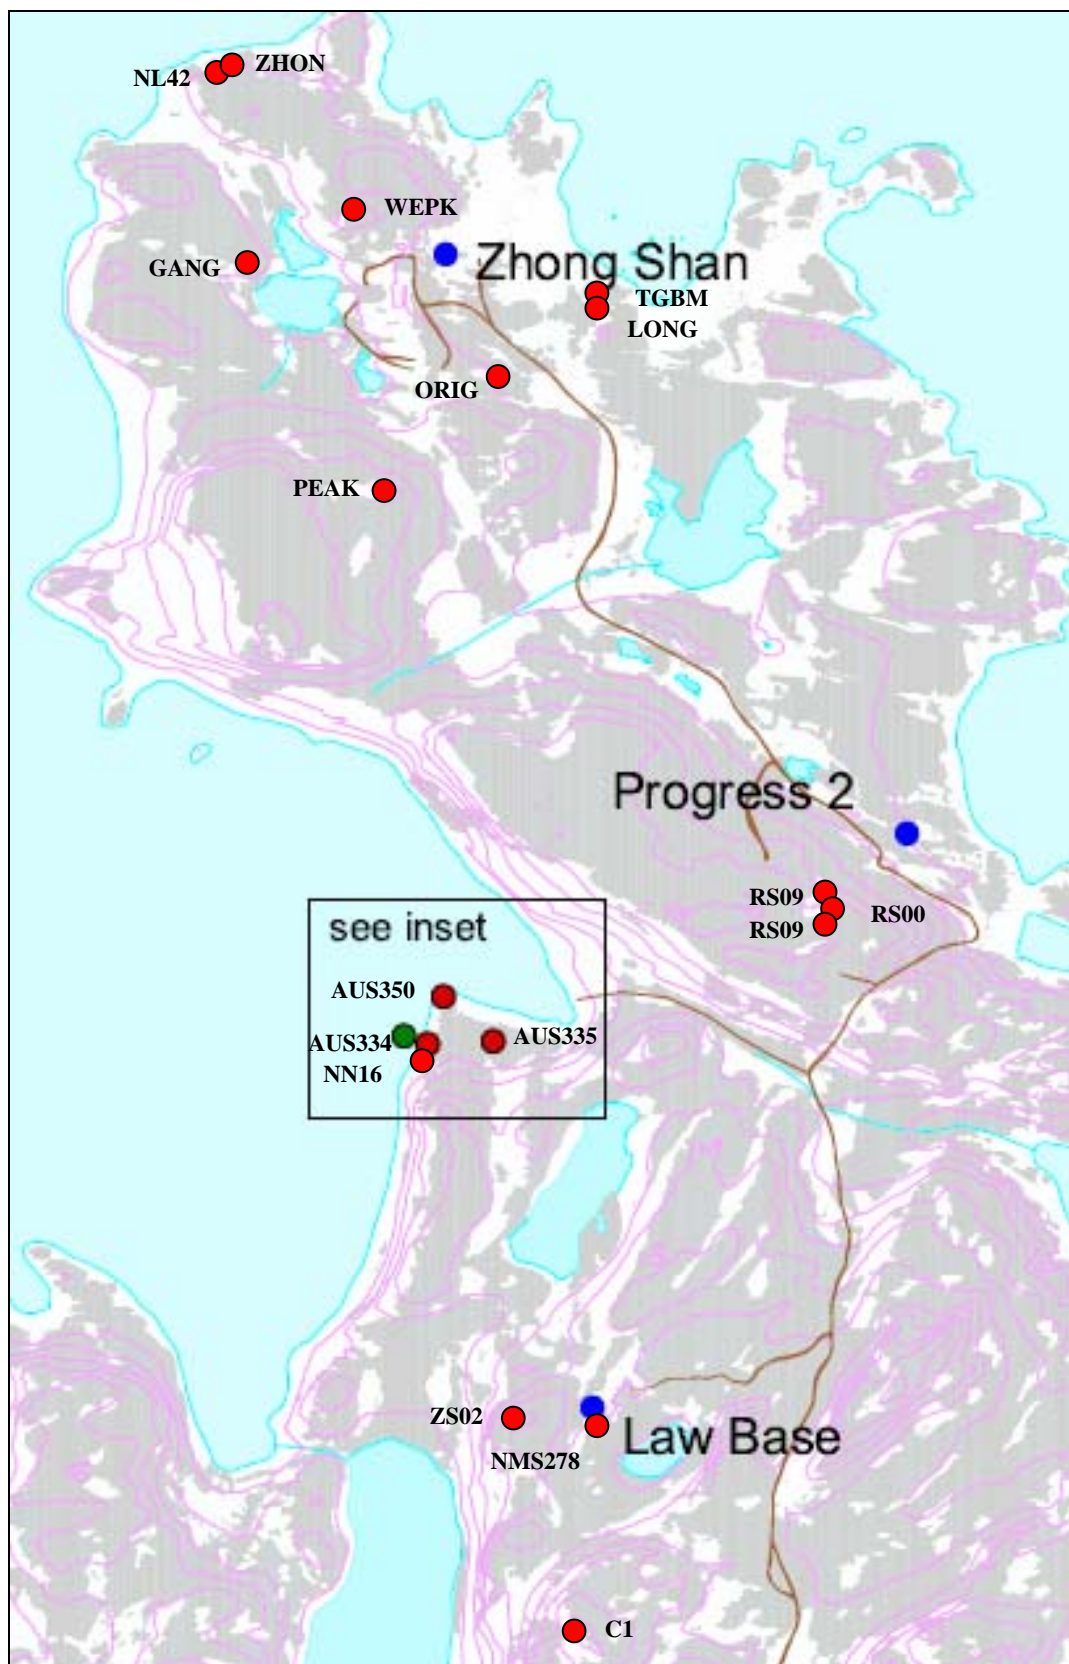 ZHON
NL42
WEPK
Zhong Shan
GANG
TGBM
LONG
ORIG
PEAK
Progress 2
RS09
RS00
RS09
see inset
AUS350
AUS335
AUS334
NN16
ZS02
Law Base
NMS278
C1